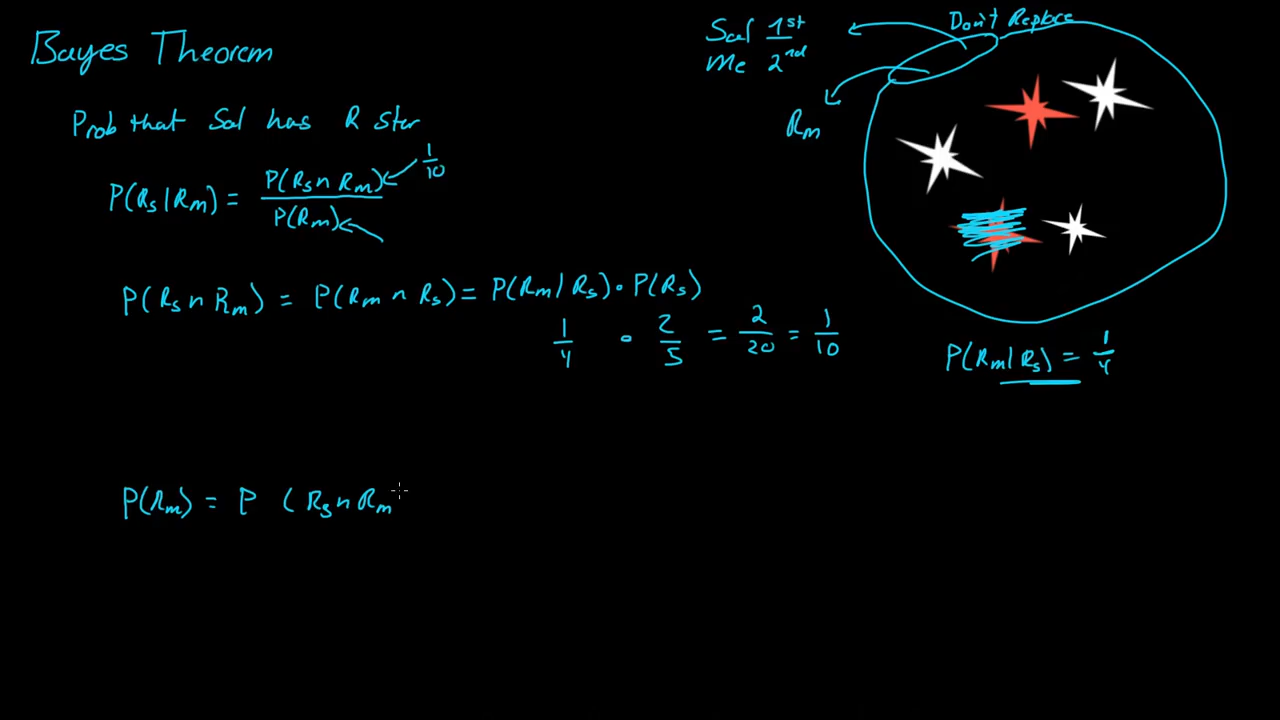 Bayes Theorem
Sal 1st
Me 2nd
Don't Replace
Rm
Prob that Sal has R Star
P(Rs|Rm) = P(Rs∩Rm) / P(Rm)
1/10
P(Rs∩Rm) = P(Rm∩Rs) = P(Rm|Rs)·P(Rs)
1/4 · 2/5 = 2/20 = 1/10
P(Rm|Rs) = 1/4
P(Rm) = P (Rs∩Rm